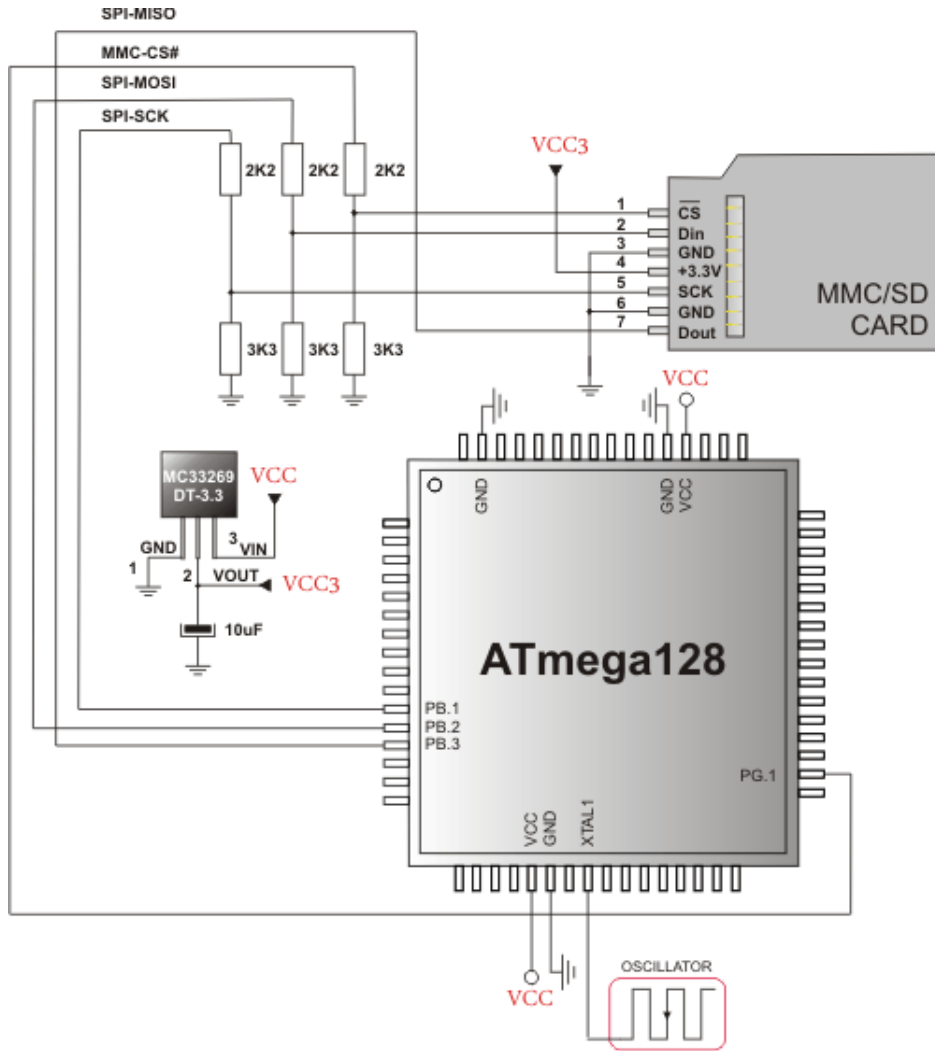 SPI-MISO
MMC-CS#
SPI-MOSI
SPI-SCK
2K2
2K2
2K2
VCC3
1
2
3
4
5
6
7
CS
Din
GND
+3.3V
SCK
GND
Dout
MMC/SD
CARD
3K3
3K3
3K3
VCC
MC33269
DT-3.3
VCC
GND
3
VIN
1
2
VOUT
VCC3
10uF
GND
GND
VCC
ATmega128
PB.1
PB.2
PB.3
PG.1
VCC
GND
XTAL1
VCC
OSCILLATOR